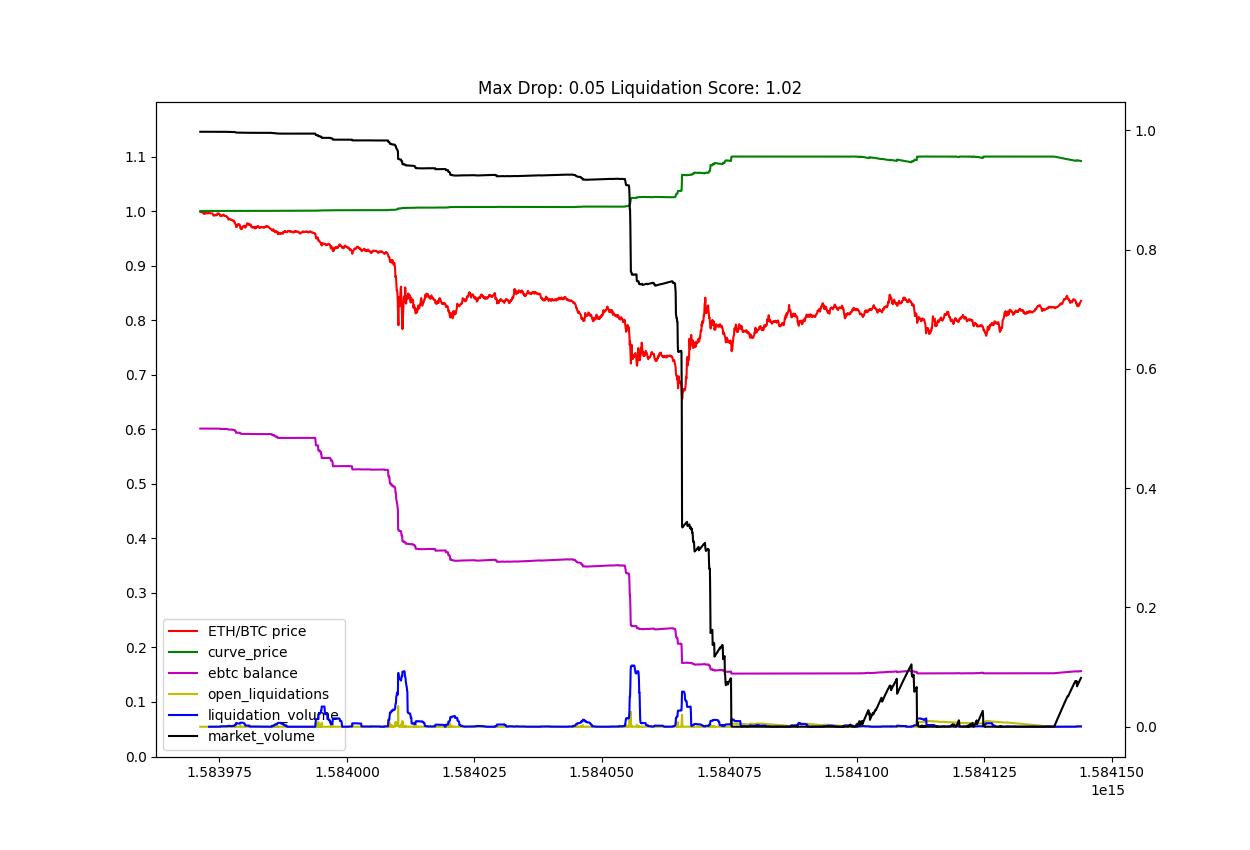 Max Drop: 0.05 Liquidation Score: 1.02
1.1
1.0
0.9
0.8
0.7
0.6
0.5
0.4
0.3
0.2
0.1
0.0
1.0
0.8
0.6
0.4
0.2
0.0
ETH/BTC price
curve_price
ebtc balance
open_liquidations
liquidation_volume
market_volume
1.583975 1.584000 1.584025 1.584050 1.584075 1.584100 1.584125 1.584150
1e15